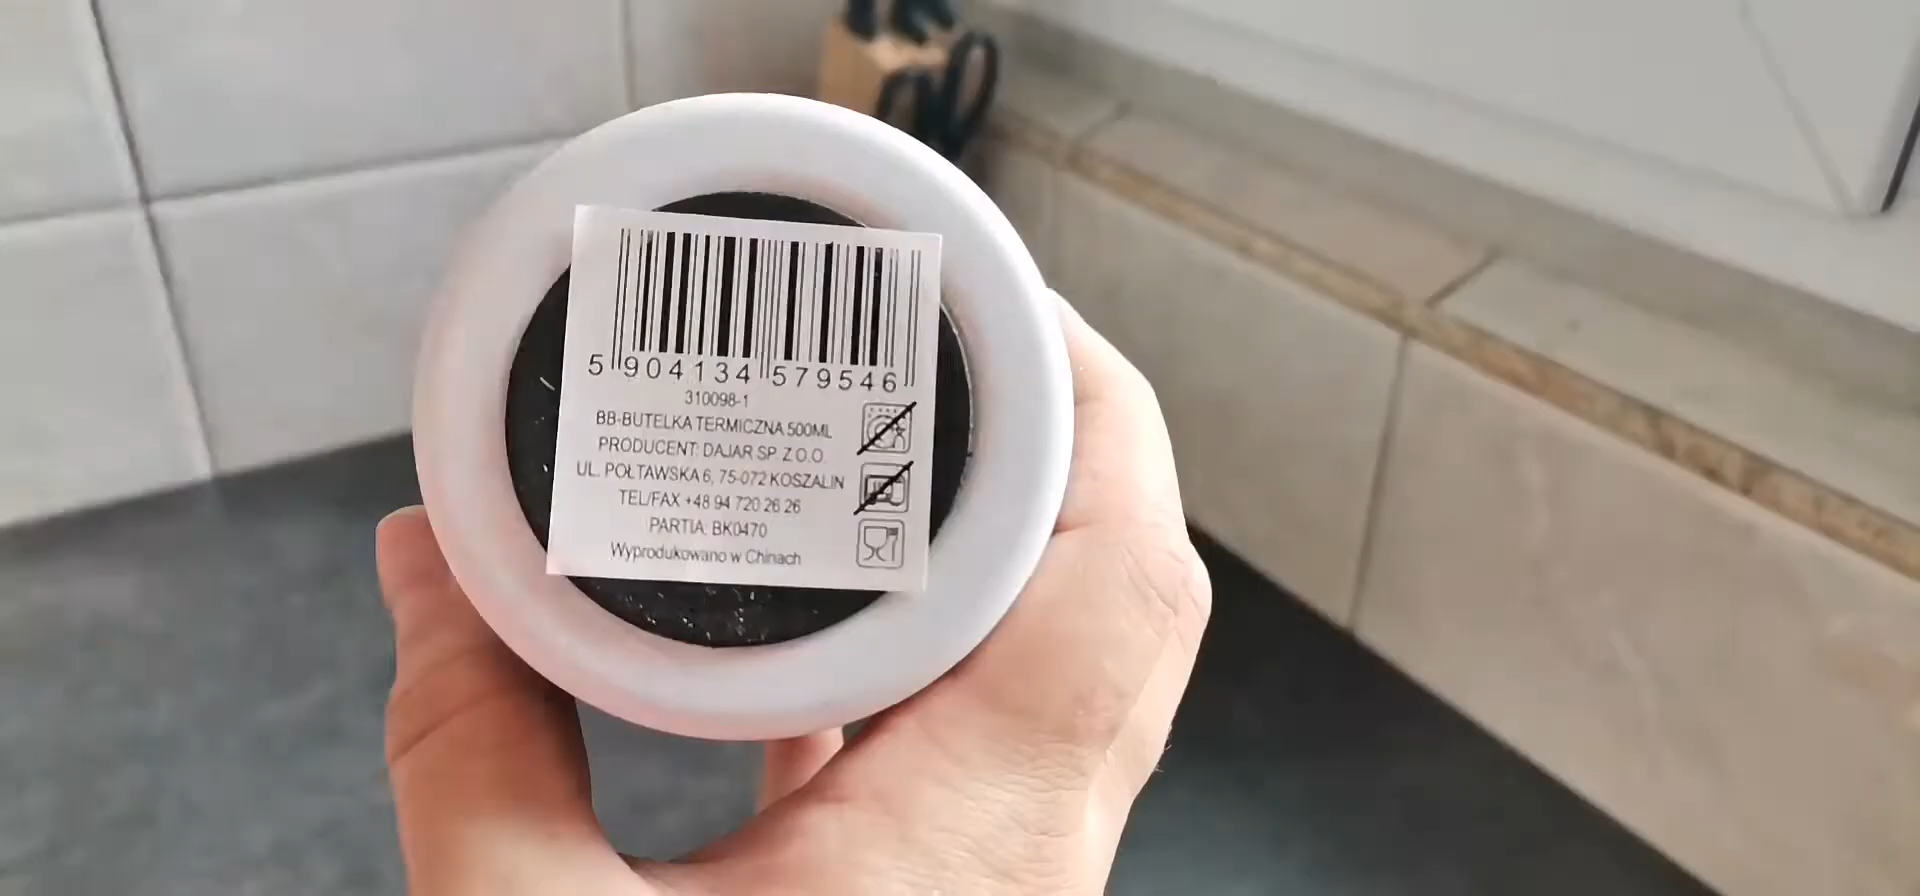 5 904134 579546
310098-1
BB-BUTELKA TERMICZNA 500ML
PRODUCENT: DAJAR SP. Z O.O.
UL. POŁTAWSKA 6, 75-072 KOSZALIN
TEL/FAX +48 94 720 26 26
PARTIA: BK0470
Wyprodukowano w Chinach